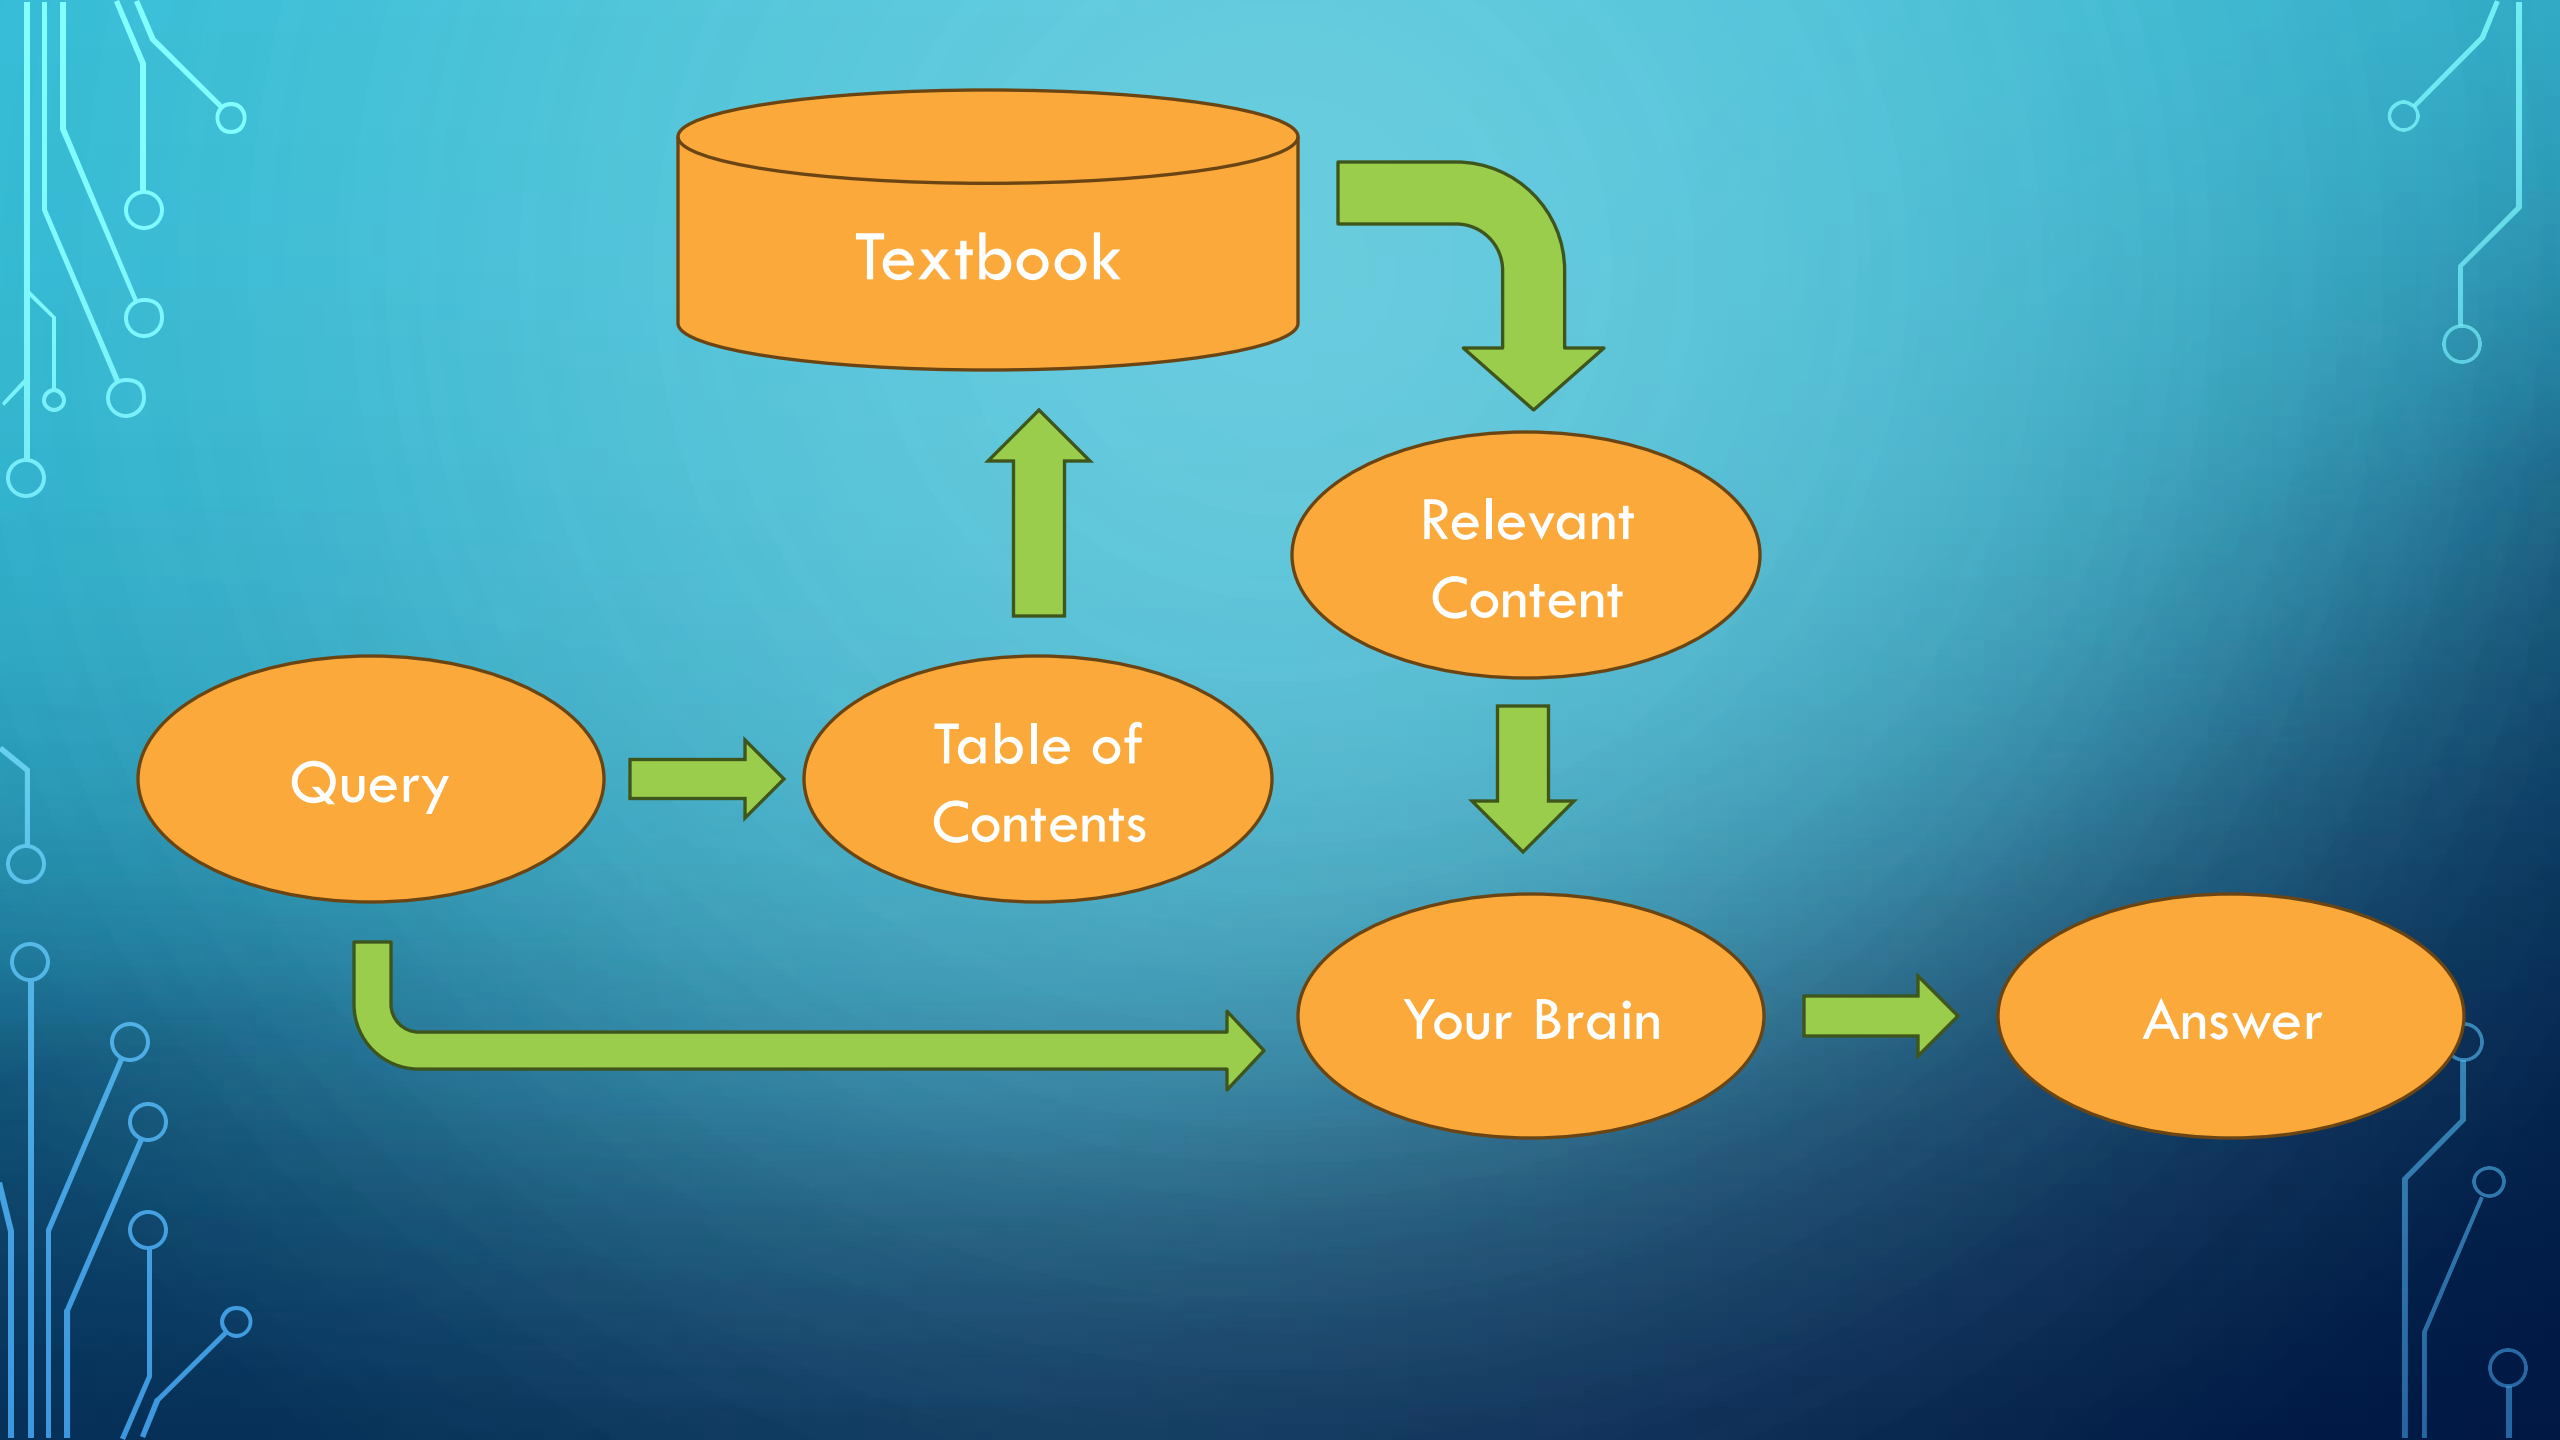 Textbook
Relevant
Content
Query
Table of
Contents
Your Brain
Answer